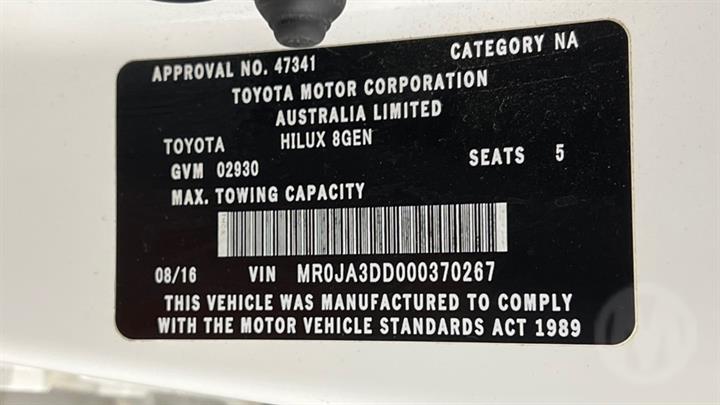 APPROVAL NO. 47341 CATEGORY NA
TOYOTA MOTOR CORPORATION
AUSTRALIA LIMITED
TOYOTA HILUX 8GEN
GVM 02930 SEATS 5
MAX. TOWING CAPACITY
08/16 VIN MR0JA3DD000370267
THIS VEHICLE WAS MANUFACTURED TO COMPLY
WITH THE MOTOR VEHICLE STANDARDS ACT 1989